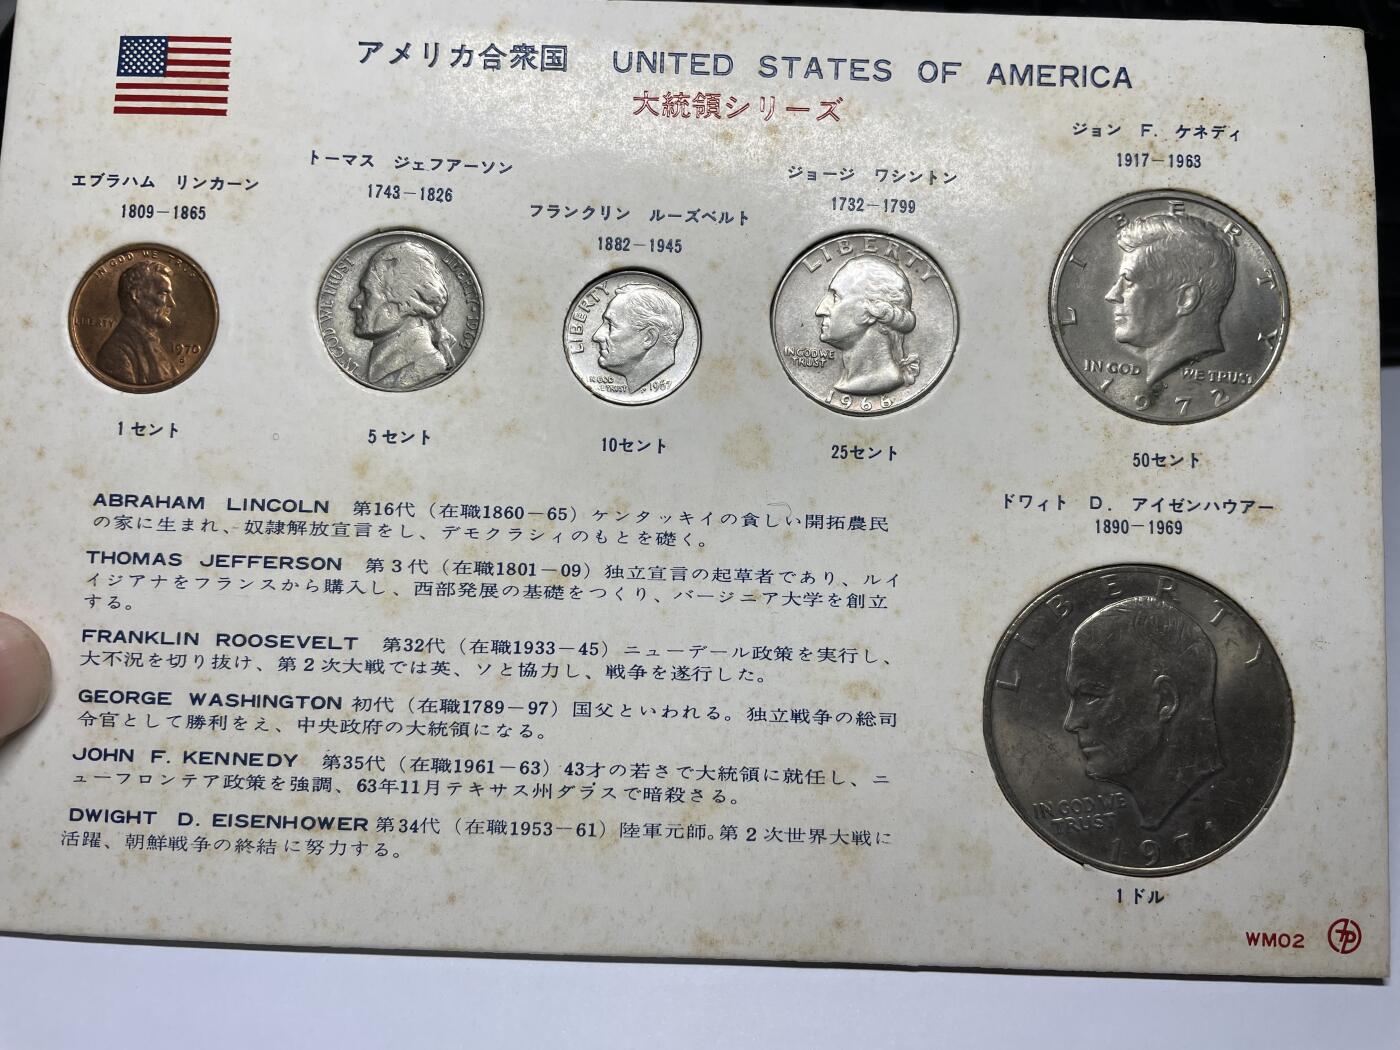 アメリカ合衆国 UNITED STATES OF AMERICA
大統領シリーズ
エブラハム リンカーン
1809－1865
トーマス ジェファーソン
1743－1826
フランクリン ルーズベルト
1882－1945
ジョージ ワシントン
1732－1799
ジョン F. ケネディ
1917－1963
IN GOD WE TRUST
LIBERTY
1970
S
IN GOD WE TRUST
LIBERTY
LIBERTY
IN GOD
WE TRUST
1967
LIBERTY
IN GOD WE
TRUST
1966
LIBERTY
IN GOD WE TRUST
1972
1セント
5セント
10セント
25セント
50セント
ドワィト D. アイゼンハウアー
1890－1969
LIBERTY
IN GOD WE
TRUST
1ドル
ABRAHAM LINCOLN 第16代（在職1860－65）ケンタッキイの貧しい開拓農民
の家に生まれ、奴隷解放宣言をし、デモクラシィのもとを礎く。
THOMAS JEFFERSON 第3代（在職1801－09）独立宣言の起草者であり、ルイ
イジアナをフランスから購入し、西部発展の基礎をつくり、バージニア大学を創立
する。
FRANKLIN ROOSEVELT 第32代（在職1933－45）ニューデール政策を実行し、
大不況を切り抜け、第2次大戦では英、ソと協力し、戦争を遂行した。
GEORGE WASHINGTON 初代（在職1789－97）国父といわれる。独立戦争の総司
令官として勝利をえ、中央政府の大統領になる。
JOHN F. KENNEDY 第35代（在職1961－63）43才の若さで大統領に就任し、ニ
ューフロンテア政策を強調、63年11月テキサス州ダラスで暗殺さる。
DWIGHT D. EISENHOWER 第34代（在職1953－61）陸軍元師。第2次世界大戦に
活躍、朝鮮戦争の終結に努力する。
WM02